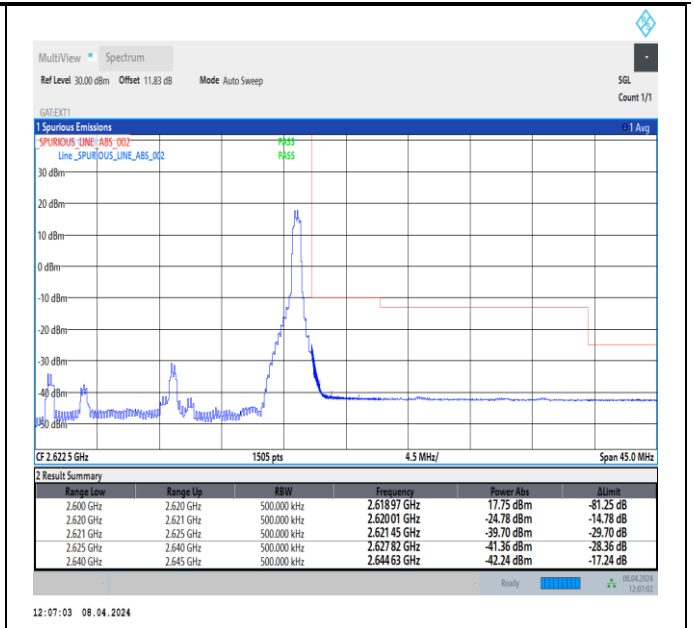 MultiView Spectrum
Ref Level 30.00 dBm Offset 11.83 dB Mode Auto Sweep SGL
Count 1/1
GAT:EXT1
1 Spurious Emissions 1 Avg
_SPURIOUS_LINE_ABS_002 PASS
Line _SPURIOUS_LINE_ABS_002 PASS
30 dBm
20 dBm
10 dBm
0 dBm
-10 dBm
-20 dBm
-30 dBm
-40 dBm
-50 dBm
CF 2.622 5 GHz 1505 pts 4.5 MHz/ Span 45.0 MHz
2 Result Summary
Range Low Range Up RBW Frequency Power Abs ΔLimit
2.600 GHz 2.620 GHz 500.000 kHz 2.618 97 GHz 17.75 dBm -81.25 dB
2.620 GHz 2.621 GHz 500.000 kHz 2.620 01 GHz -24.78 dBm -14.78 dB
2.621 GHz 2.625 GHz 500.000 kHz 2.621 45 GHz -39.70 dBm -29.70 dB
2.625 GHz 2.640 GHz 500.000 kHz 2.627 82 GHz -41.36 dBm -28.36 dB
2.640 GHz 2.645 GHz 500.000 kHz 2.644 63 GHz -42.24 dBm -17.24 dB
Ready 08.04.2024
12:07:02
12:07:03 08.04.2024